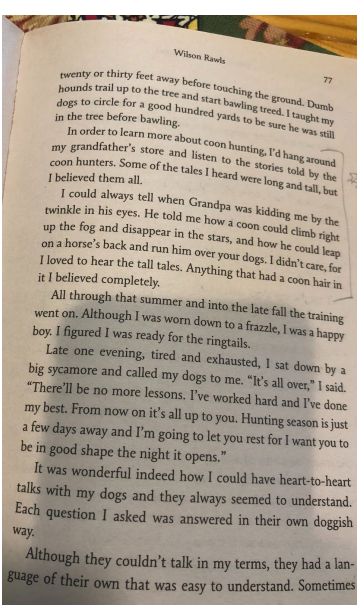 Wilson Rawls
77
twenty or thirty feet away before touching the ground. Dumb
hounds trail up to the tree and start bawling treed. I taught my
dogs to circle for a good hundred yards to be sure he was still
in the tree before bawling.
In order to learn more about coon hunting, I'd hang around
my grandfather's store and listen to the stories told by the
coon hunters. Some of the tales I heard were long and tall, but
I believed them all.
I could always tell when Grandpa was kidding me by the
twinkle in his eyes. He told me how a coon could climb right
up the fog and disappear in the stars, and how he could leap
on a horse's back and run him over your dogs. I didn't care, for
I loved to hear the tall tales. Anything that had a coon hair in
it I believed completely.
All through that summer and into the late fall the training
went on. Although I was worn down to a frazzle, I was a happy
boy. I figured I was ready for the ringtails.
Late one evening, tired and exhausted, I sat down by a
big sycamore and called my dogs to me. "It's all over," I said.
"There'll be no more lessons. I've worked hard and I've done
my best. From now on it's all up to you. Hunting season is just
a few days away and I'm going to let you rest for I want you to
be in good shape the night it opens."
It was wonderful indeed how I could have heart-to-heart
talks with my dogs and they always seemed to understand.
Each question I asked was answered in their own doggish
way.
Although they couldn't talk in my terms, they had a lan-
guage of their own that was easy to understand. Sometimes